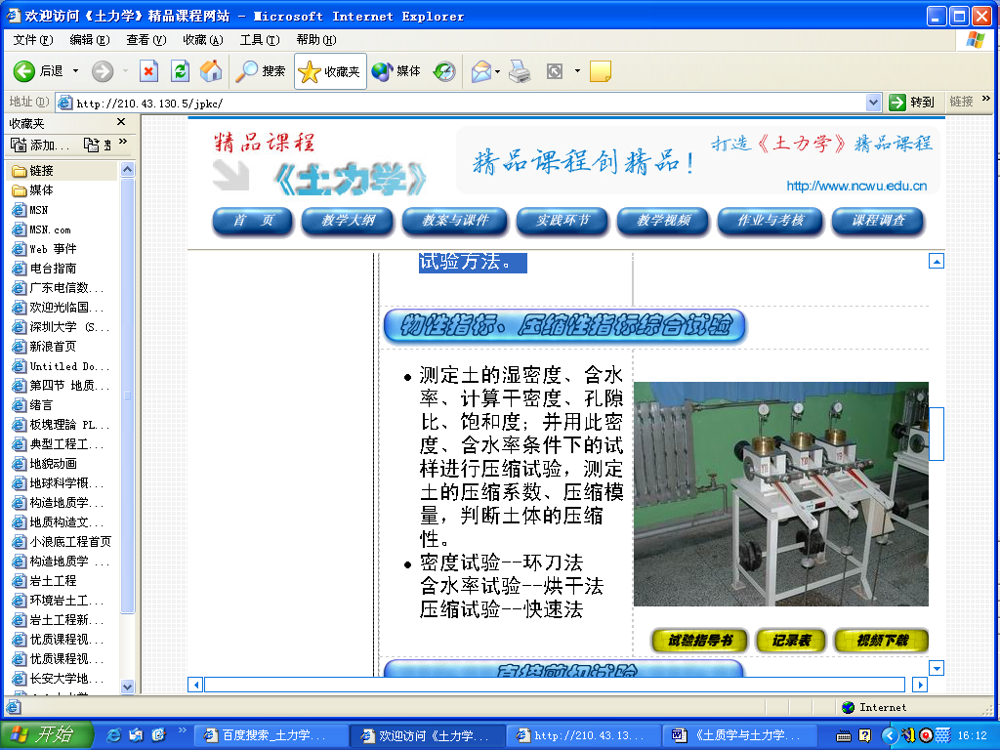 欢迎访问《土力学》精品课程网站 - Microsoft Internet Explorer
文件(F) 编辑(E) 查看(V) 收藏(A) 工具(T) 帮助(H)
后退 搜索 收藏夹 媒体
地址(D) http://210.43.130.5/jpkc/ 转到 链接 »
收藏夹
添加...
链接
媒体
MSN
MSN.com
Web 事件
电台指南
广东电信数...
欢迎光临国...
深圳大学 (S...
新浪首页
Untitled Do...
第四节 地质...
绪言
板块理論 PL...
典型工程工...
地貌动画
地球科学概...
构造地质学...
地质构造文...
小浪底工程首页
构造地质学 ...
岩土工程
环境岩土工...
岩土工程新...
优质课程视...
优质课程视...
长安大学地...
精品课程
《土力学》
精品课程创精品！
打造《土力学》精品课程
http://www.ncwu.edu.cn
首 页 教学大纲 教案与课件 实践环节 教学视频 作业与考核 课程调查
试验方法。
物性指标、压缩性指标综合试验
测定土的湿密度、含水
率、计算干密度、孔隙
比、饱和度；并用此密
度、含水率条件下的试
样进行压缩试验，测定
土的压缩系数、压缩模
量，判断土体的压缩
性。
密度试验--环刀法
含水率试验--烘干法
压缩试验--快速法
试验指导书 记录表 视频下载
直接剪切试验
Internet
开始 百度搜索_土力学... 欢迎访问《土力学... http://210.43.13... 《土质学与土力学... 16:12